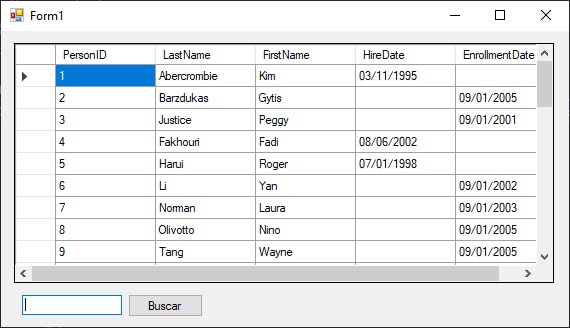 Form1
PersonID LastName FirstName HireDate EnrollmentDate
1 Abercrombie Kim 03/11/1995
2 Barzdukas Gytis 09/01/2005
3 Justice Peggy 09/01/2001
4 Fakhouri Fadi 08/06/2002
5 Harui Roger 07/01/1998
6 Li Yan 09/01/2002
7 Norman Laura 09/01/2003
8 Olivotto Nino 09/01/2005
9 Tang Wayne 09/01/2005
Buscar